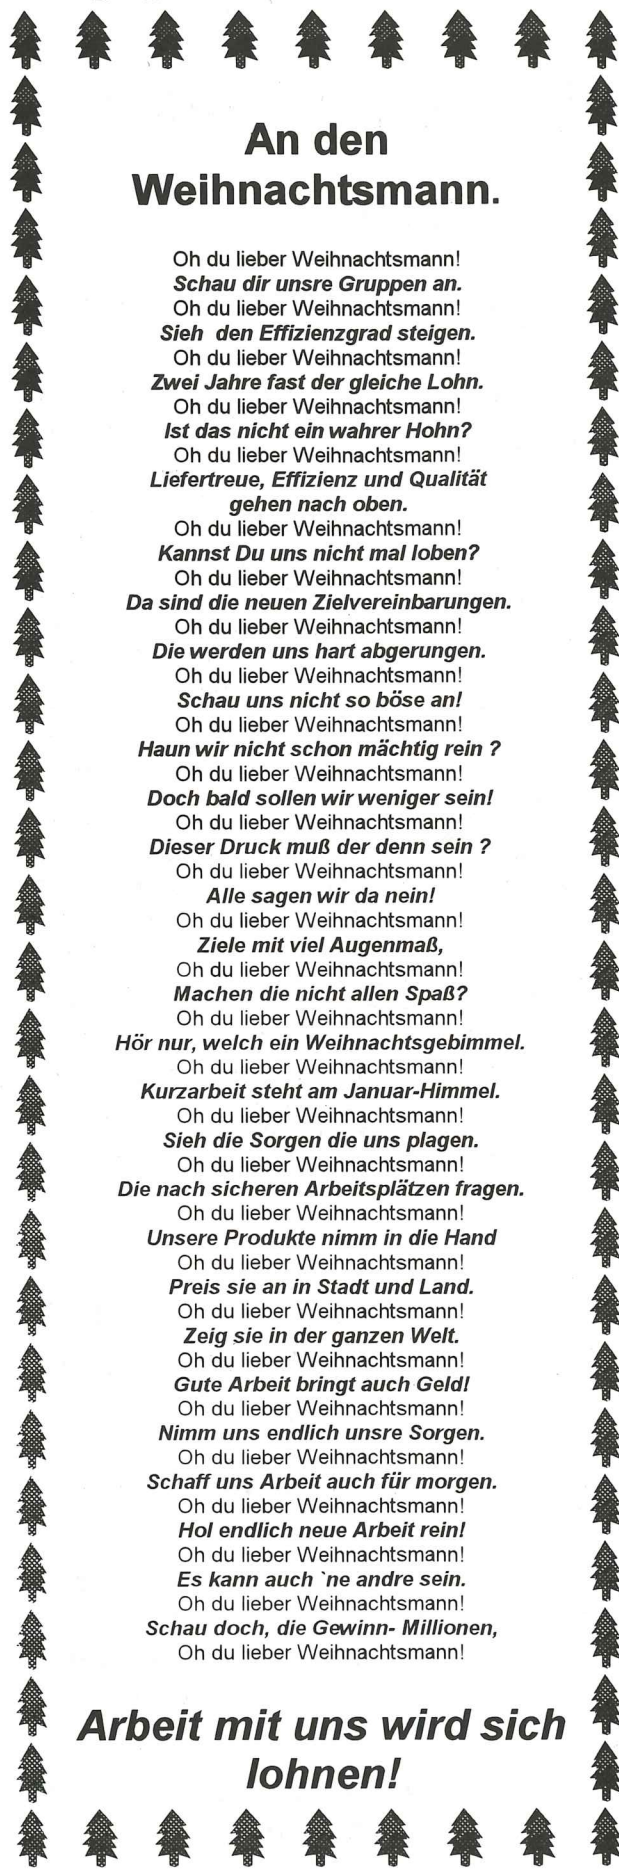 An den
Weihnachtsmann.
Oh du lieber Weihnachtsmann!
Schau dir unsre Gruppen an.
Oh du lieber Weihnachtsmann!
Sieh  den Effizienzgrad steigen.
Oh du lieber Weihnachtsmann!
Zwei Jahre fast der gleiche Lohn.
Oh du lieber Weihnachtsmann!
Ist das nicht ein wahrer Hohn?
Oh du lieber Weihnachtsmann!
Liefertreue, Effizienz und Qualität
gehen nach oben.
Oh du lieber Weihnachtsmann!
Kannst Du uns nicht mal loben?
Oh du lieber Weihnachtsmann!
Da sind die neuen Zielvereinbarungen.
Oh du lieber Weihnachtsmann!
Die werden uns hart abgerungen.
Oh du lieber Weihnachtsmann!
Schau uns nicht so böse an!
Oh du lieber Weihnachtsmann!
Haun wir nicht schon mächtig rein ?
Oh du lieber Weihnachtsmann!
Doch bald sollen wir weniger sein!
Oh du lieber Weihnachtsmann!
Dieser Druck muß der denn sein ?
Oh du lieber Weihnachtsmann!
Alle sagen wir da nein!
Oh du lieber Weihnachtsmann!
Ziele mit viel Augenmaß,
Oh du lieber Weihnachtsmann!
Machen die nicht allen Spaß?
Oh du lieber Weihnachtsmann!
Hör nur, welch ein Weihnachtsgebimmel.
Oh du lieber Weihnachtsmann!
Kurzarbeit steht am Januar-Himmel.
Oh du lieber Weihnachtsmann!
Sieh die Sorgen die uns plagen.
Oh du lieber Weihnachtsmann!
Die nach sicheren Arbeitsplätzen fragen.
Oh du lieber Weihnachtsmann!
Unsere Produkte nimm in die Hand
Oh du lieber Weihnachtsmann!
Preis sie an in Stadt und Land.
Oh du lieber Weihnachtsmann!
Zeig sie in der ganzen Welt.
Oh du lieber Weihnachtsmann!
Gute Arbeit bringt auch Geld!
Oh du lieber Weihnachtsmann!
Nimm uns endlich unsre Sorgen.
Oh du lieber Weihnachtsmann!
Schaff uns Arbeit auch für morgen.
Oh du lieber Weihnachtsmann!
Hol endlich neue Arbeit rein!
Oh du lieber Weihnachtsmann!
Es kann auch `ne andre sein.
Oh du lieber Weihnachtsmann!
Schau doch, die Gewinn- Millionen,
Oh du lieber Weihnachtsmann!
Arbeit mit uns wird sich
lohnen!